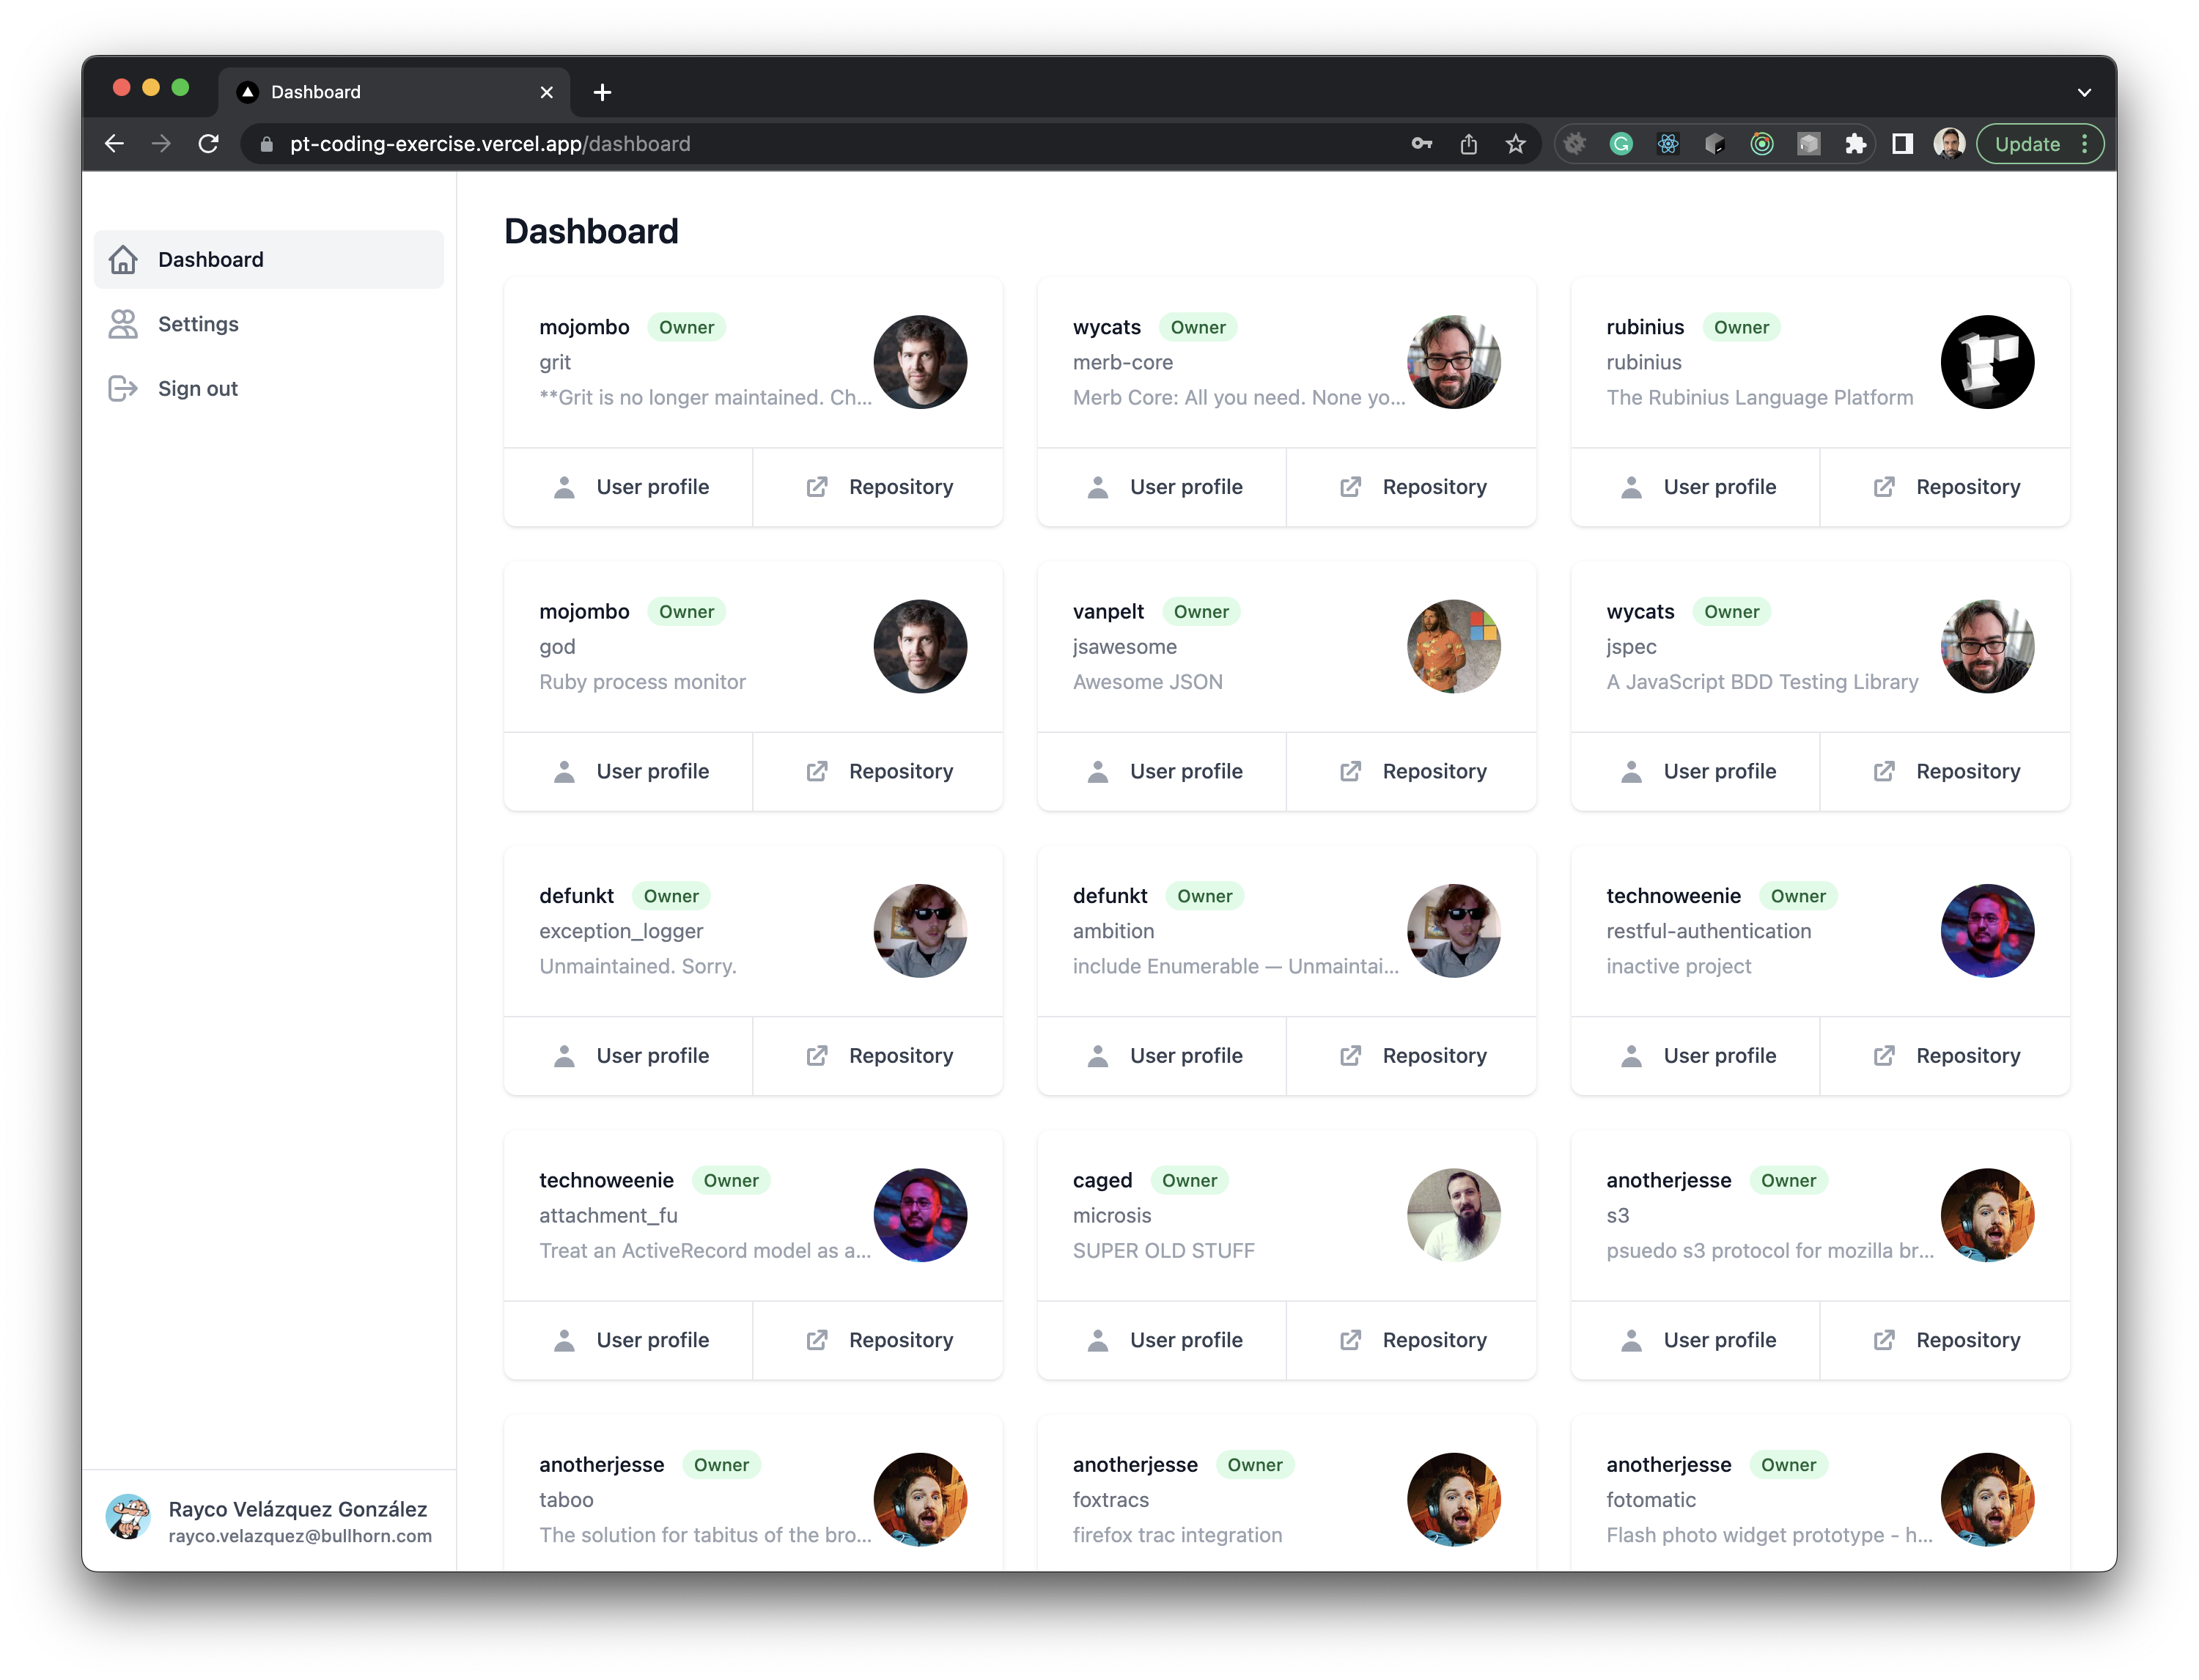 Dashboard
pt-coding-exercise.vercel.app/dashboard
Update
Dashboard
Settings
Sign out
Rayco Velázquez González
rayco.velazquez@bullhorn.com
Dashboard
mojombo Owner
grit
**Grit is no longer maintained. Ch...
User profile Repository
wycats Owner
merb-core
Merb Core: All you need. None yo...
User profile Repository
rubinius Owner
rubinius
The Rubinius Language Platform
User profile Repository
mojombo Owner
god
Ruby process monitor
User profile Repository
vanpelt Owner
jsawesome
Awesome JSON
User profile Repository
wycats Owner
jspec
A JavaScript BDD Testing Library
User profile Repository
defunkt Owner
exception_logger
Unmaintained. Sorry.
User profile Repository
defunkt Owner
ambition
include Enumerable — Unmaintai...
User profile Repository
technoweenie Owner
restful-authentication
inactive project
User profile Repository
technoweenie Owner
attachment_fu
Treat an ActiveRecord model as a...
User profile Repository
caged Owner
microsis
SUPER OLD STUFF
User profile Repository
anotherjesse Owner
s3
psuedo s3 protocol for mozilla br...
User profile Repository
anotherjesse Owner
taboo
The solution for tabitus of the bro...
anotherjesse Owner
foxtracs
firefox trac integration
anotherjesse Owner
fotomatic
Flash photo widget prototype - h...